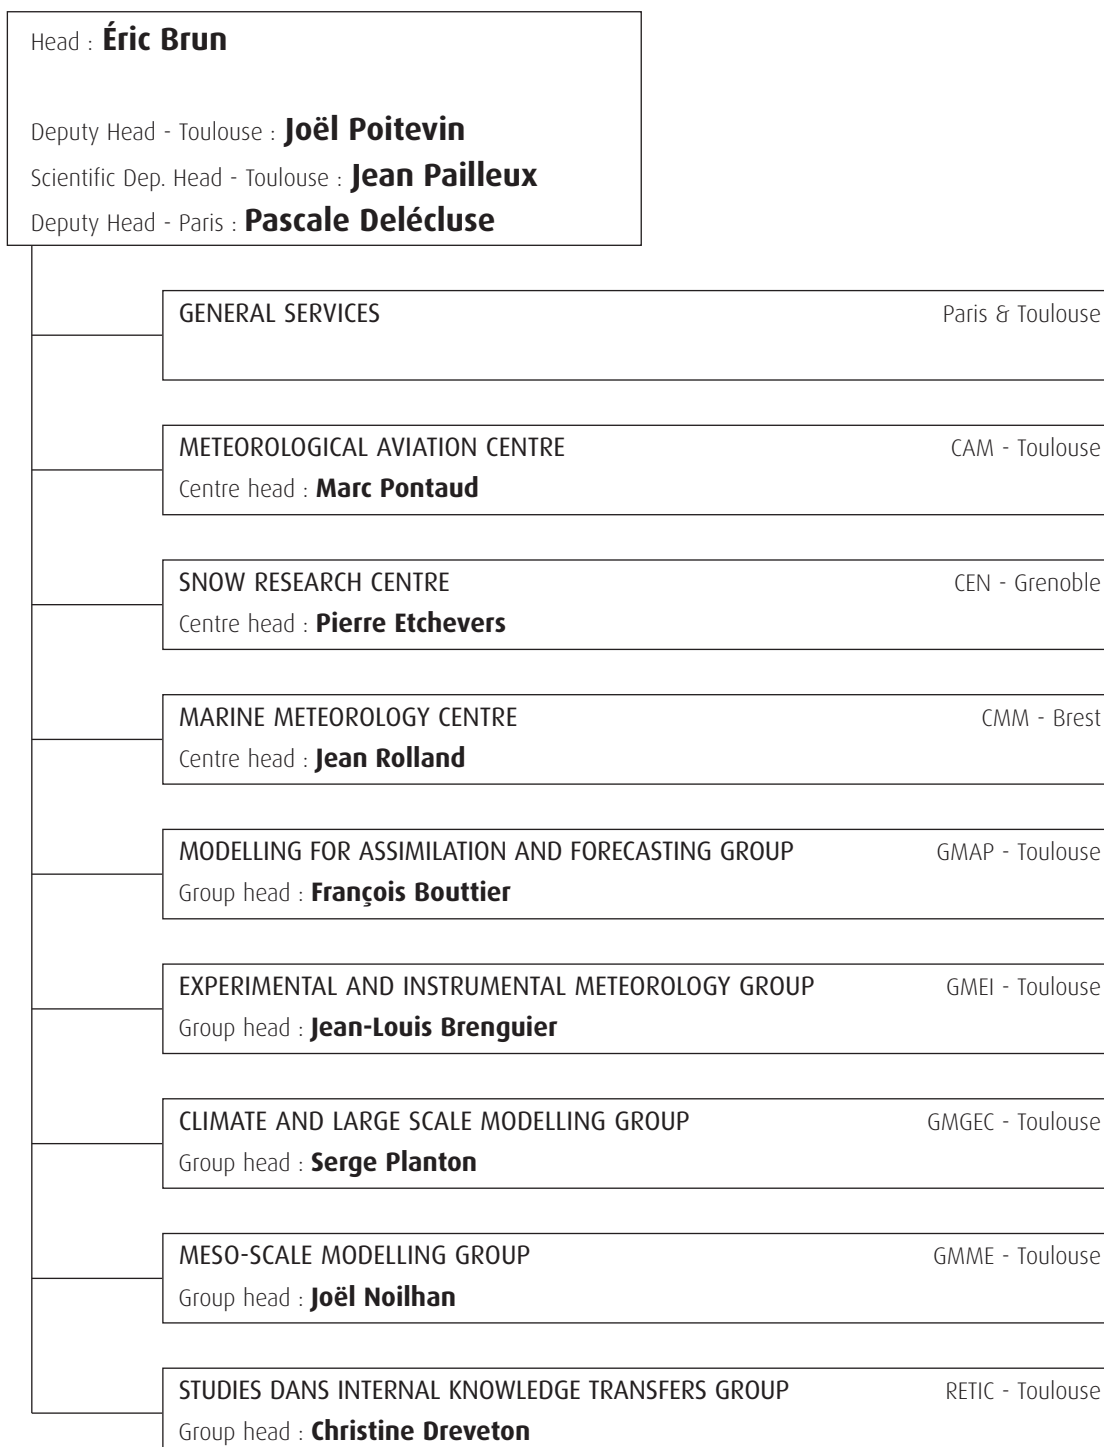 Head : Éric Brun
Deputy Head - Toulouse : Joël Poitevin
Scientific Dep. Head - Toulouse : Jean Pailleux
Deputy Head - Paris : Pascale Delécluse
GENERAL SERVICES Paris & Toulouse
METEOROLOGICAL AVIATION CENTRE CAM - Toulouse
Centre head : Marc Pontaud
SNOW RESEARCH CENTRE CEN - Grenoble
Centre head : Pierre Etchevers
MARINE METEOROLOGY CENTRE CMM - Brest
Centre head : Jean Rolland
MODELLING FOR ASSIMILATION AND FORECASTING GROUP GMAP - Toulouse
Group head : François Bouttier
EXPERIMENTAL AND INSTRUMENTAL METEOROLOGY GROUP GMEI - Toulouse
Group head : Jean-Louis Brenguier
CLIMATE AND LARGE SCALE MODELLING GROUP GMGEC - Toulouse
Group head : Serge Planton
MESO-SCALE MODELLING GROUP GMME - Toulouse
Group head : Joël Noilhan
STUDIES DANS INTERNAL KNOWLEDGE TRANSFERS GROUP RETIC - Toulouse
Group head : Christine Dreveton